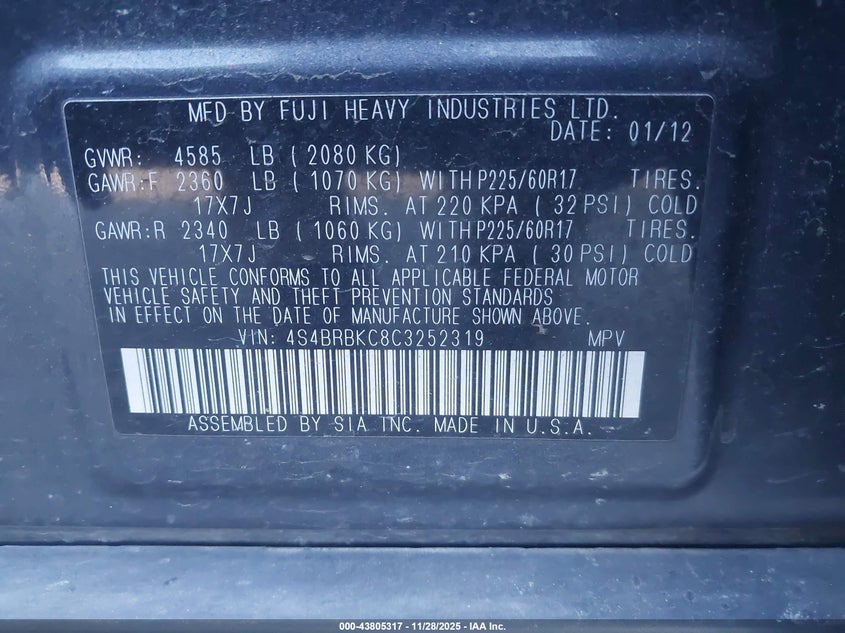 MFD BY FUJI HEAVY INDUSTRIES LTD.
DATE: 01/12
GVWR: 4585 LB ( 2080 KG)
GAWR:F 2360 LB ( 1070 KG) WITH P225/60R17 TIRES.
17X7J RIMS. AT 220 KPA ( 32 PSI) COLD
GAWR:R 2340 LB ( 1060 KG) WITH P225/60R17 TIRES.
17X7J RIMS. AT 210 KPA ( 30 PSI) COLD
THIS VEHICLE CONFORMS TO ALL APPLICABLE FEDERAL MOTOR
VEHICLE SAFETY AND THEFT PREVENTION STANDARDS
IN EFFECT ON THE DATE OF MANUFACTURE SHOWN ABOVE.
VIN: 4S4BRBKC8C3252319 MPV
ASSEMBLED BY SIA INC. MADE IN U.S.A.
000-43805317 - 11/28/2025 - IAA Inc.